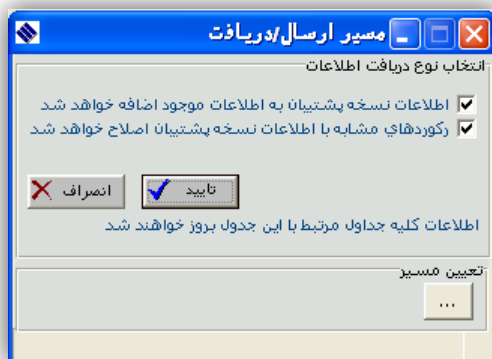 مسیر ارسال/دریافت
انتخاب نوع دریافت اطلاعات
اطلاعات نسخه پشتیبان به اطلاعات موجود اضافه خواهد شد
رکوردهاي مشابه با اطلاعات نسخه پشتیبان اصلاح خواهد شد
تایید
انصراف
اطلاعات کلیه جداول مرتبط با این جدول بروز خواهند شد
تعیین مسیر
...